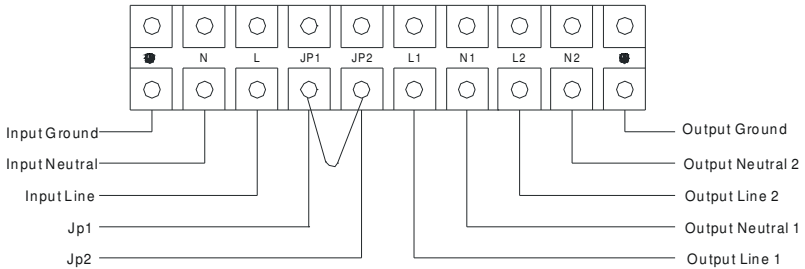 N L JP1 JP2 L1 N1 L2 N2
Input Ground
Output Ground
Input Neutral
Output Neutral 2
Input Line
Output Line 2
Jp1
Output Neutral 1
Jp2
Output Line 1